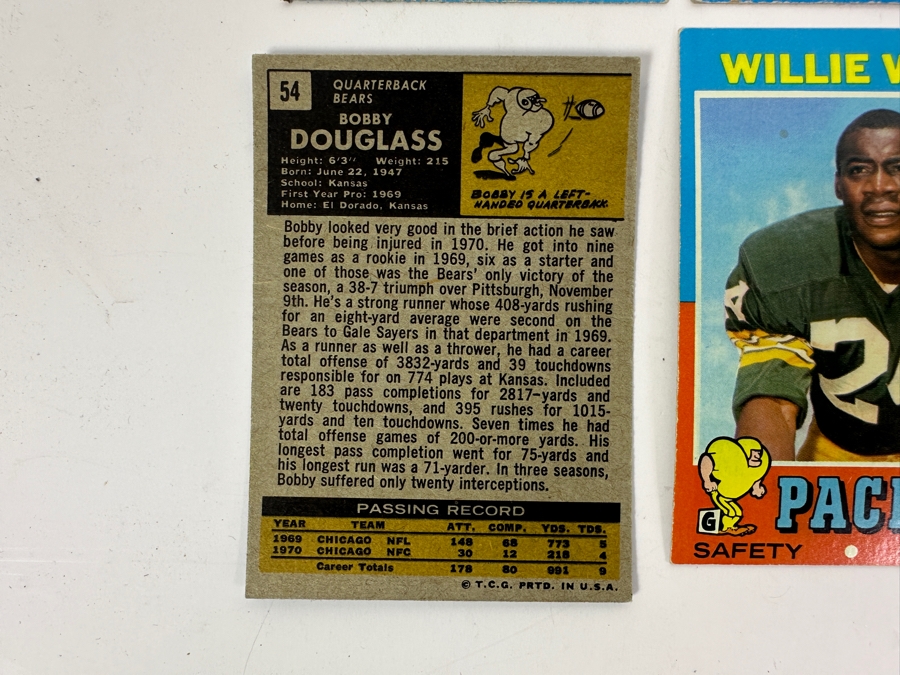 54
QUARTERBACK
BEARS
BOBBY
DOUGLASS
Height: 6'3" Weight: 215
Born: June 22, 1947
School: Kansas
First Year Pro: 1969
Home: El Dorado, Kansas
BOBBY IS A LEFT-
HANDED QUARTERBACK.
Bobby looked very good in the brief action he saw
before being injured in 1970. He got into nine
games as a rookie in 1969, six as a starter and
one of those was the Bears' only victory of the
season, a 38-7 triumph over Pittsburgh, November
9th. He's a strong runner whose 408-yards rushing
for an eight-yard average were second on the
Bears to Gale Sayers in that department in 1969.
As a runner as well as a thrower, he had a career
total offense of 3832-yards and 39 touchdowns
responsible for on 774 plays at Kansas. Included
are 183 pass completions for 2817-yards and
twenty touchdowns, and 395 rushes for 1015-
yards and ten touchdowns. Seven times he had
total offense games of 200-or-more yards. His
longest pass completion went for 75-yards and
his longest run was a 71-yarder. In three seasons,
Bobby suffered only twenty interceptions.
PASSING RECORD
YEAR TEAM ATT. COMP. YDS. TDS.
1969 CHICAGO NFL 148 68 773 5
1970 CHICAGO NFC 30 12 218 4
Career Totals 178 80 991 9
© T.C.G. PRTD. IN U.S.A.
WILLIE
24
G
PAC
SAFETY